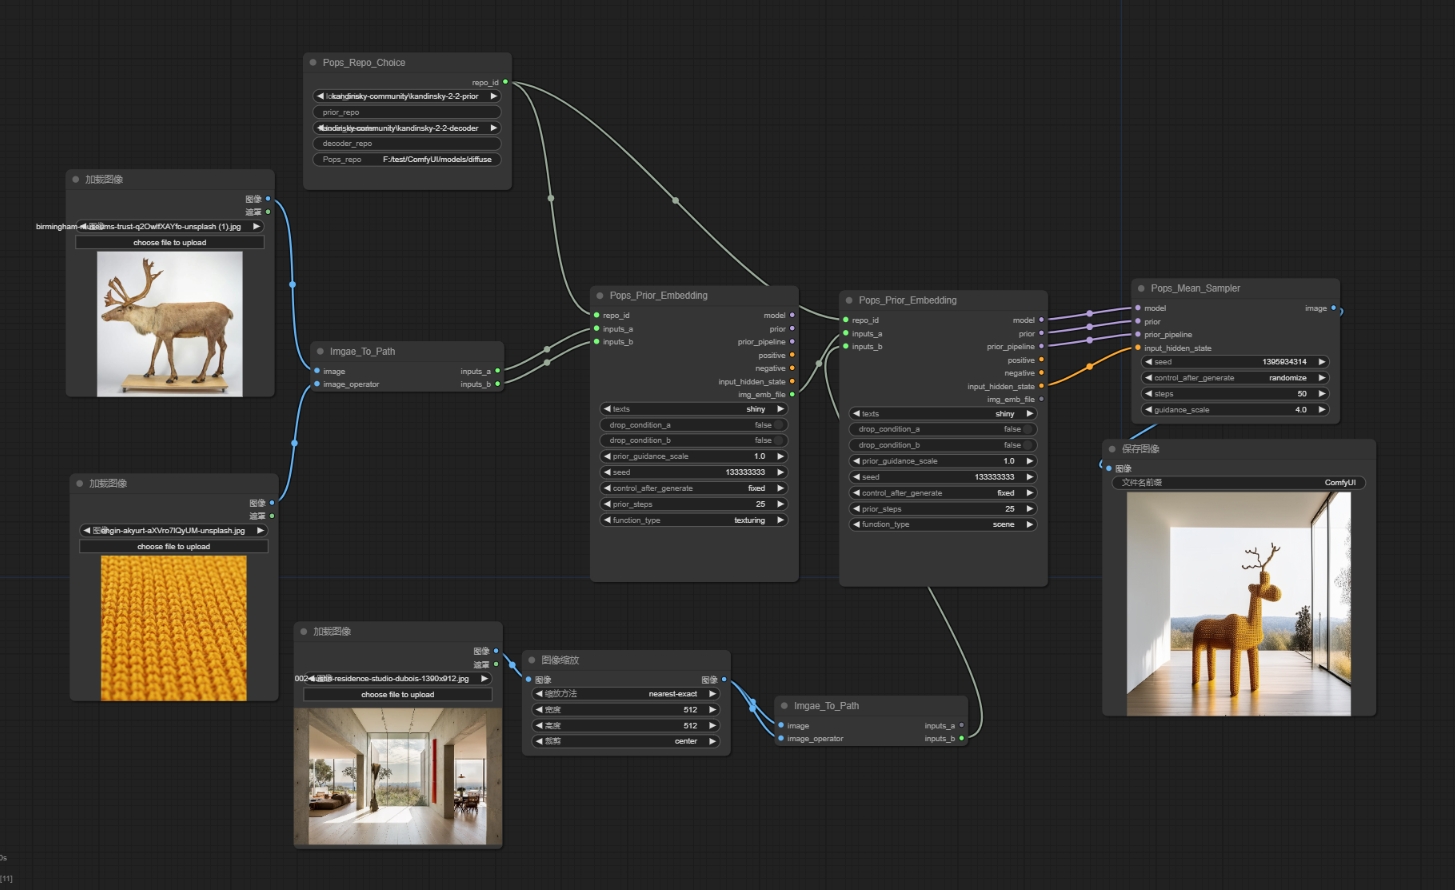 Pops_Repo_Choice
repo_id
kandinsky-community\kandinsky-2-2-prior
prior_repo
community\kandinsky-2-2-decoder
decoder_repo
Pops_repo F:/test/ComfyUI/models/diffuse
加载图像
图像
遮罩
birmingham-museums-trust-q2OwlfXAYfo-unsplash (1).jpg
choose file to upload
Imgae_To_Path
image inputs_a
image_operator inputs_b
加载图像
图像
遮罩
engin-akyurt-aXVro7lQyUM-unsplash.jpg
choose file to upload
Pops_Prior_Embedding
repo_id model
inputs_a prior
inputs_b prior_pipeline
positive
negative
input_hidden_state
img_emb_file
texts shiny
drop_condition_a false
drop_condition_b false
prior_guidance_scale 1.0
seed 133333333
control_after_generate fixed
prior_steps 25
function_type texturing
Pops_Prior_Embedding
repo_id model
inputs_a prior
inputs_b prior_pipeline
positive
negative
input_hidden_state
img_emb_file
texts shiny
drop_condition_a false
drop_condition_b false
prior_guidance_scale 1.0
seed 133333333
control_after_generate fixed
prior_steps 25
function_type scene
Pops_Mean_Sampler
model image
prior
prior_pipeline
input_hidden_state
seed 1395934314
control_after_generate randomize
steps 50
guidance_scale 4.0
保存图像
图像
文件名前缀 ComfyUI
加载图像
图像
遮罩
residence-studio-dubois-1390x912.jpg
choose file to upload
图像缩放
图像 图像
缩放方法 nearest-exact
宽度 512
高度 512
裁剪 center
Imgae_To_Path
image inputs_a
image_operator inputs_b
0s
[11]